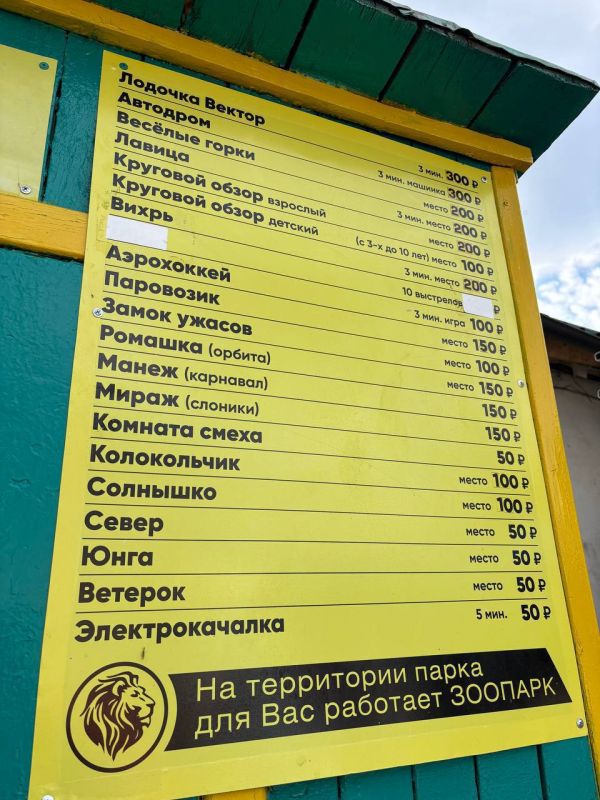 Лодочка Вектор 3 мин. 300 ₽
Автодром 3 мин. машинка 300 ₽
Весёлые горки место 200 ₽
Лавица 3 мин. место 200 ₽
Круговой обзор взрослый место 200 ₽
Круговой обзор детский (с 3-х до 10 лет) место 100 ₽
Вихрь 3 мин. место 200 ₽
10 выстрелов ₽
Аэрохоккей 3 мин. игра 100 ₽
Паровозик место 150 ₽
Замок ужасов место 100 ₽
Ромашка (орбита) место 150 ₽
Манеж (карнавал) 150 ₽
Мираж (слоники) 150 ₽
Комната смеха 50 ₽
Колокольчик место 100 ₽
Солнышко место 100 ₽
Север место 50 ₽
Юнга место 50 ₽
Ветерок место 50 ₽
Электрокачалка 5 мин. 50 ₽
На территории парка
для Вас работает ЗООПАРК